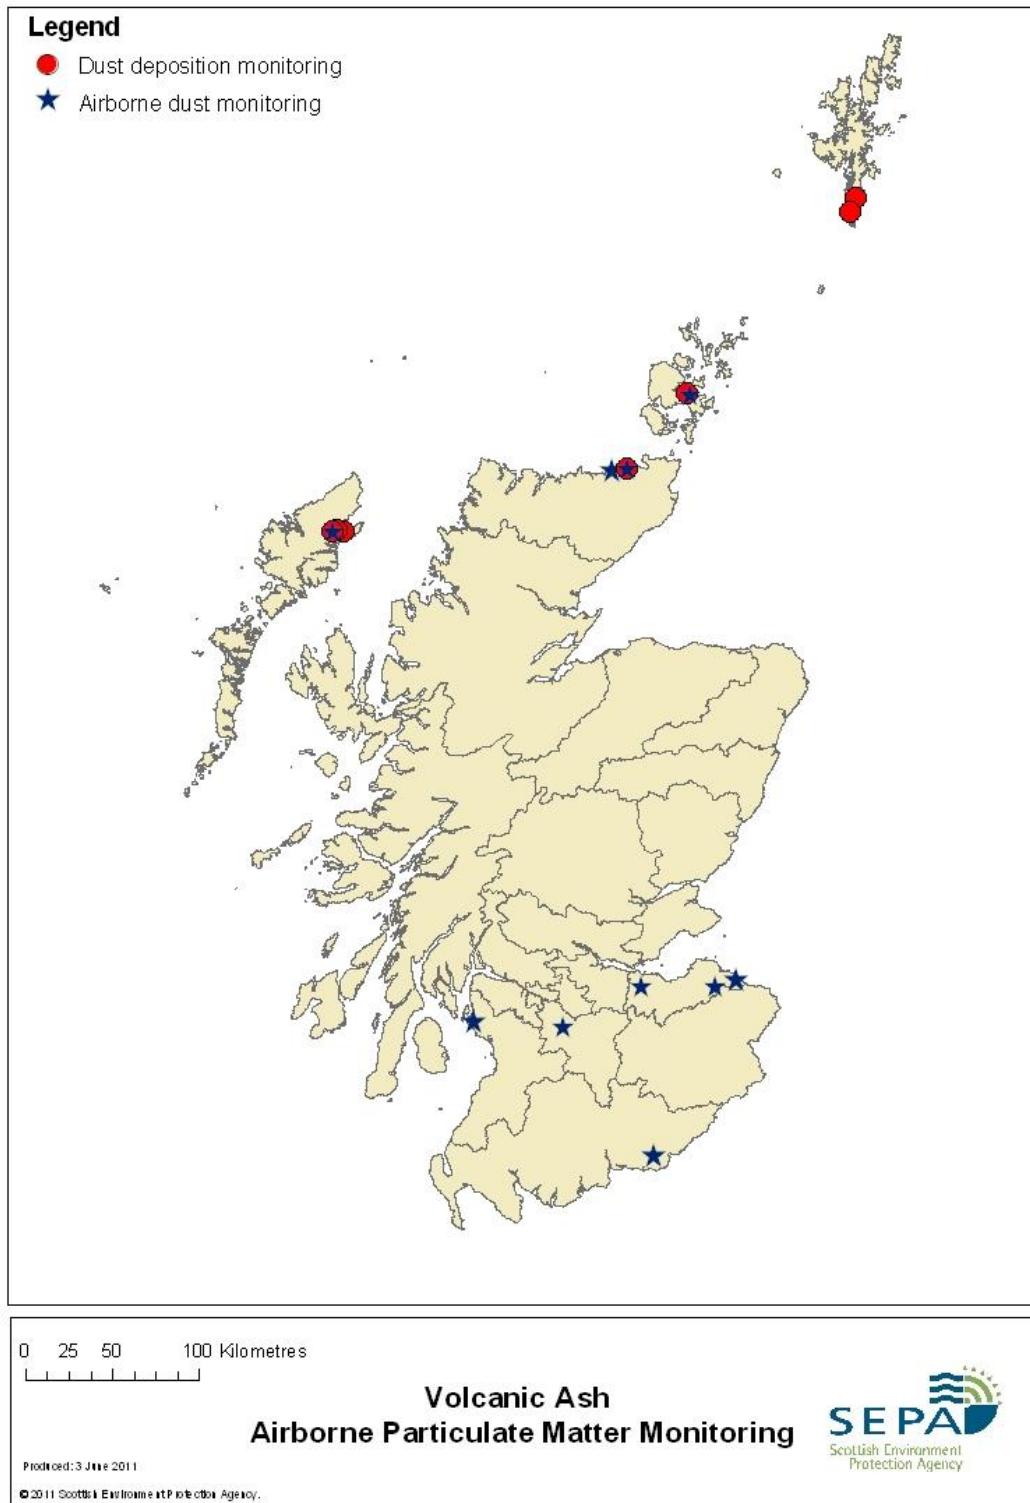 Legend
Dust deposition monitoring
Airborne dust monitoring
0 25 50 100 Kilometres
Volcanic Ash
Airborne Particulate Matter Monitoring
SEPA
Scottish Environment
Protection Agency
Produced: 3 June 2011
© 2011 Scottish Environment Protection Agency.